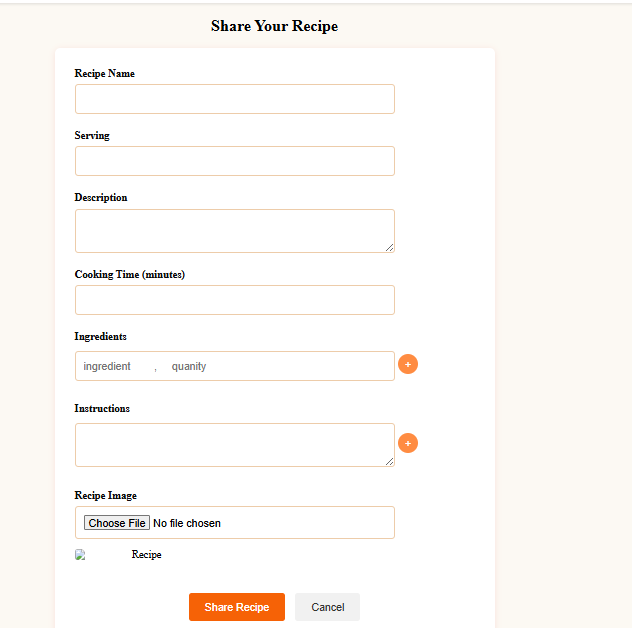 Share Your Recipe
Recipe Name
Serving
Description
Cooking Time (minutes)
Ingredients
ingredient , quanity
+
Instructions
+
Recipe Image
Choose File No file chosen
Recipe
Share Recipe Cancel